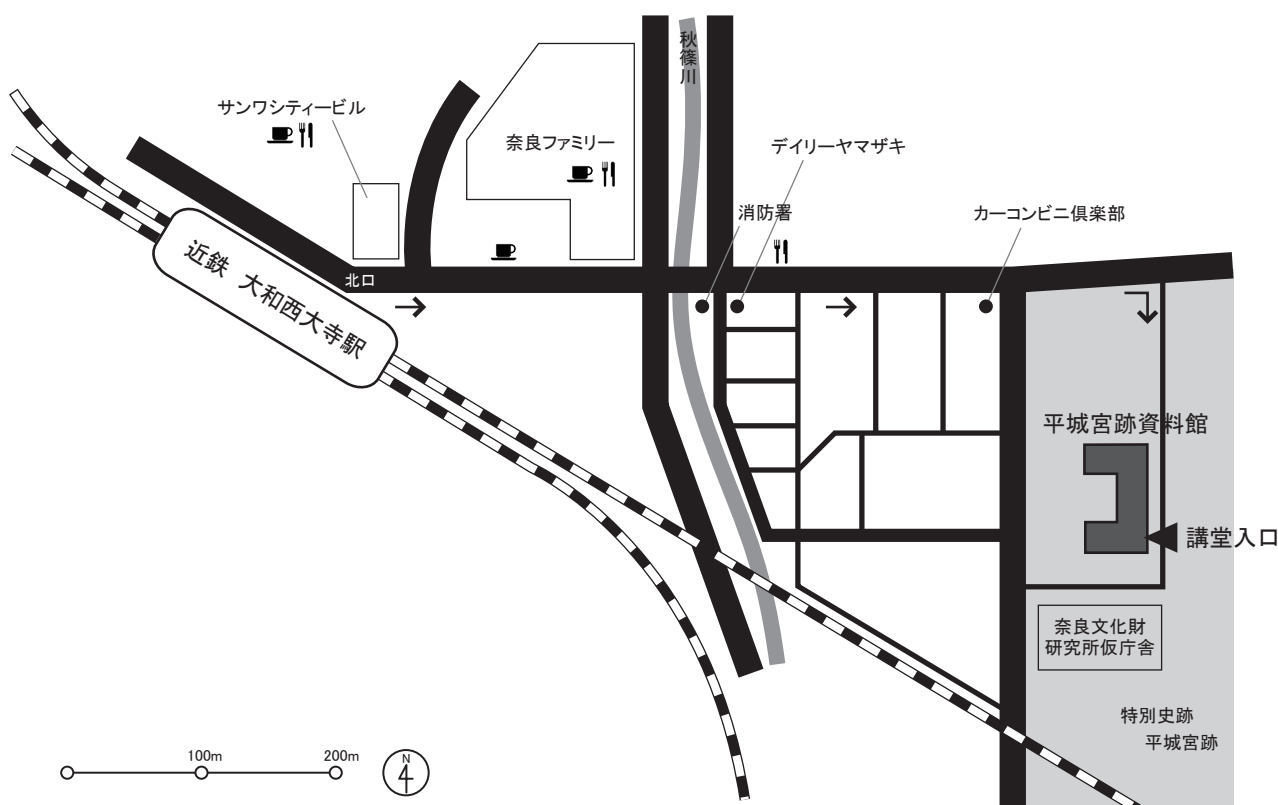 秋篠川
サンワシティービル
奈良ファミリー
デイリーヤマザキ
消防署
カーコンビニ倶楽部
北口
近鉄 大和西大寺駅
平城宮跡資料館
講堂入口
奈良文化財
研究所仮庁舎
特別史跡
平城宮跡
100m
200m
N